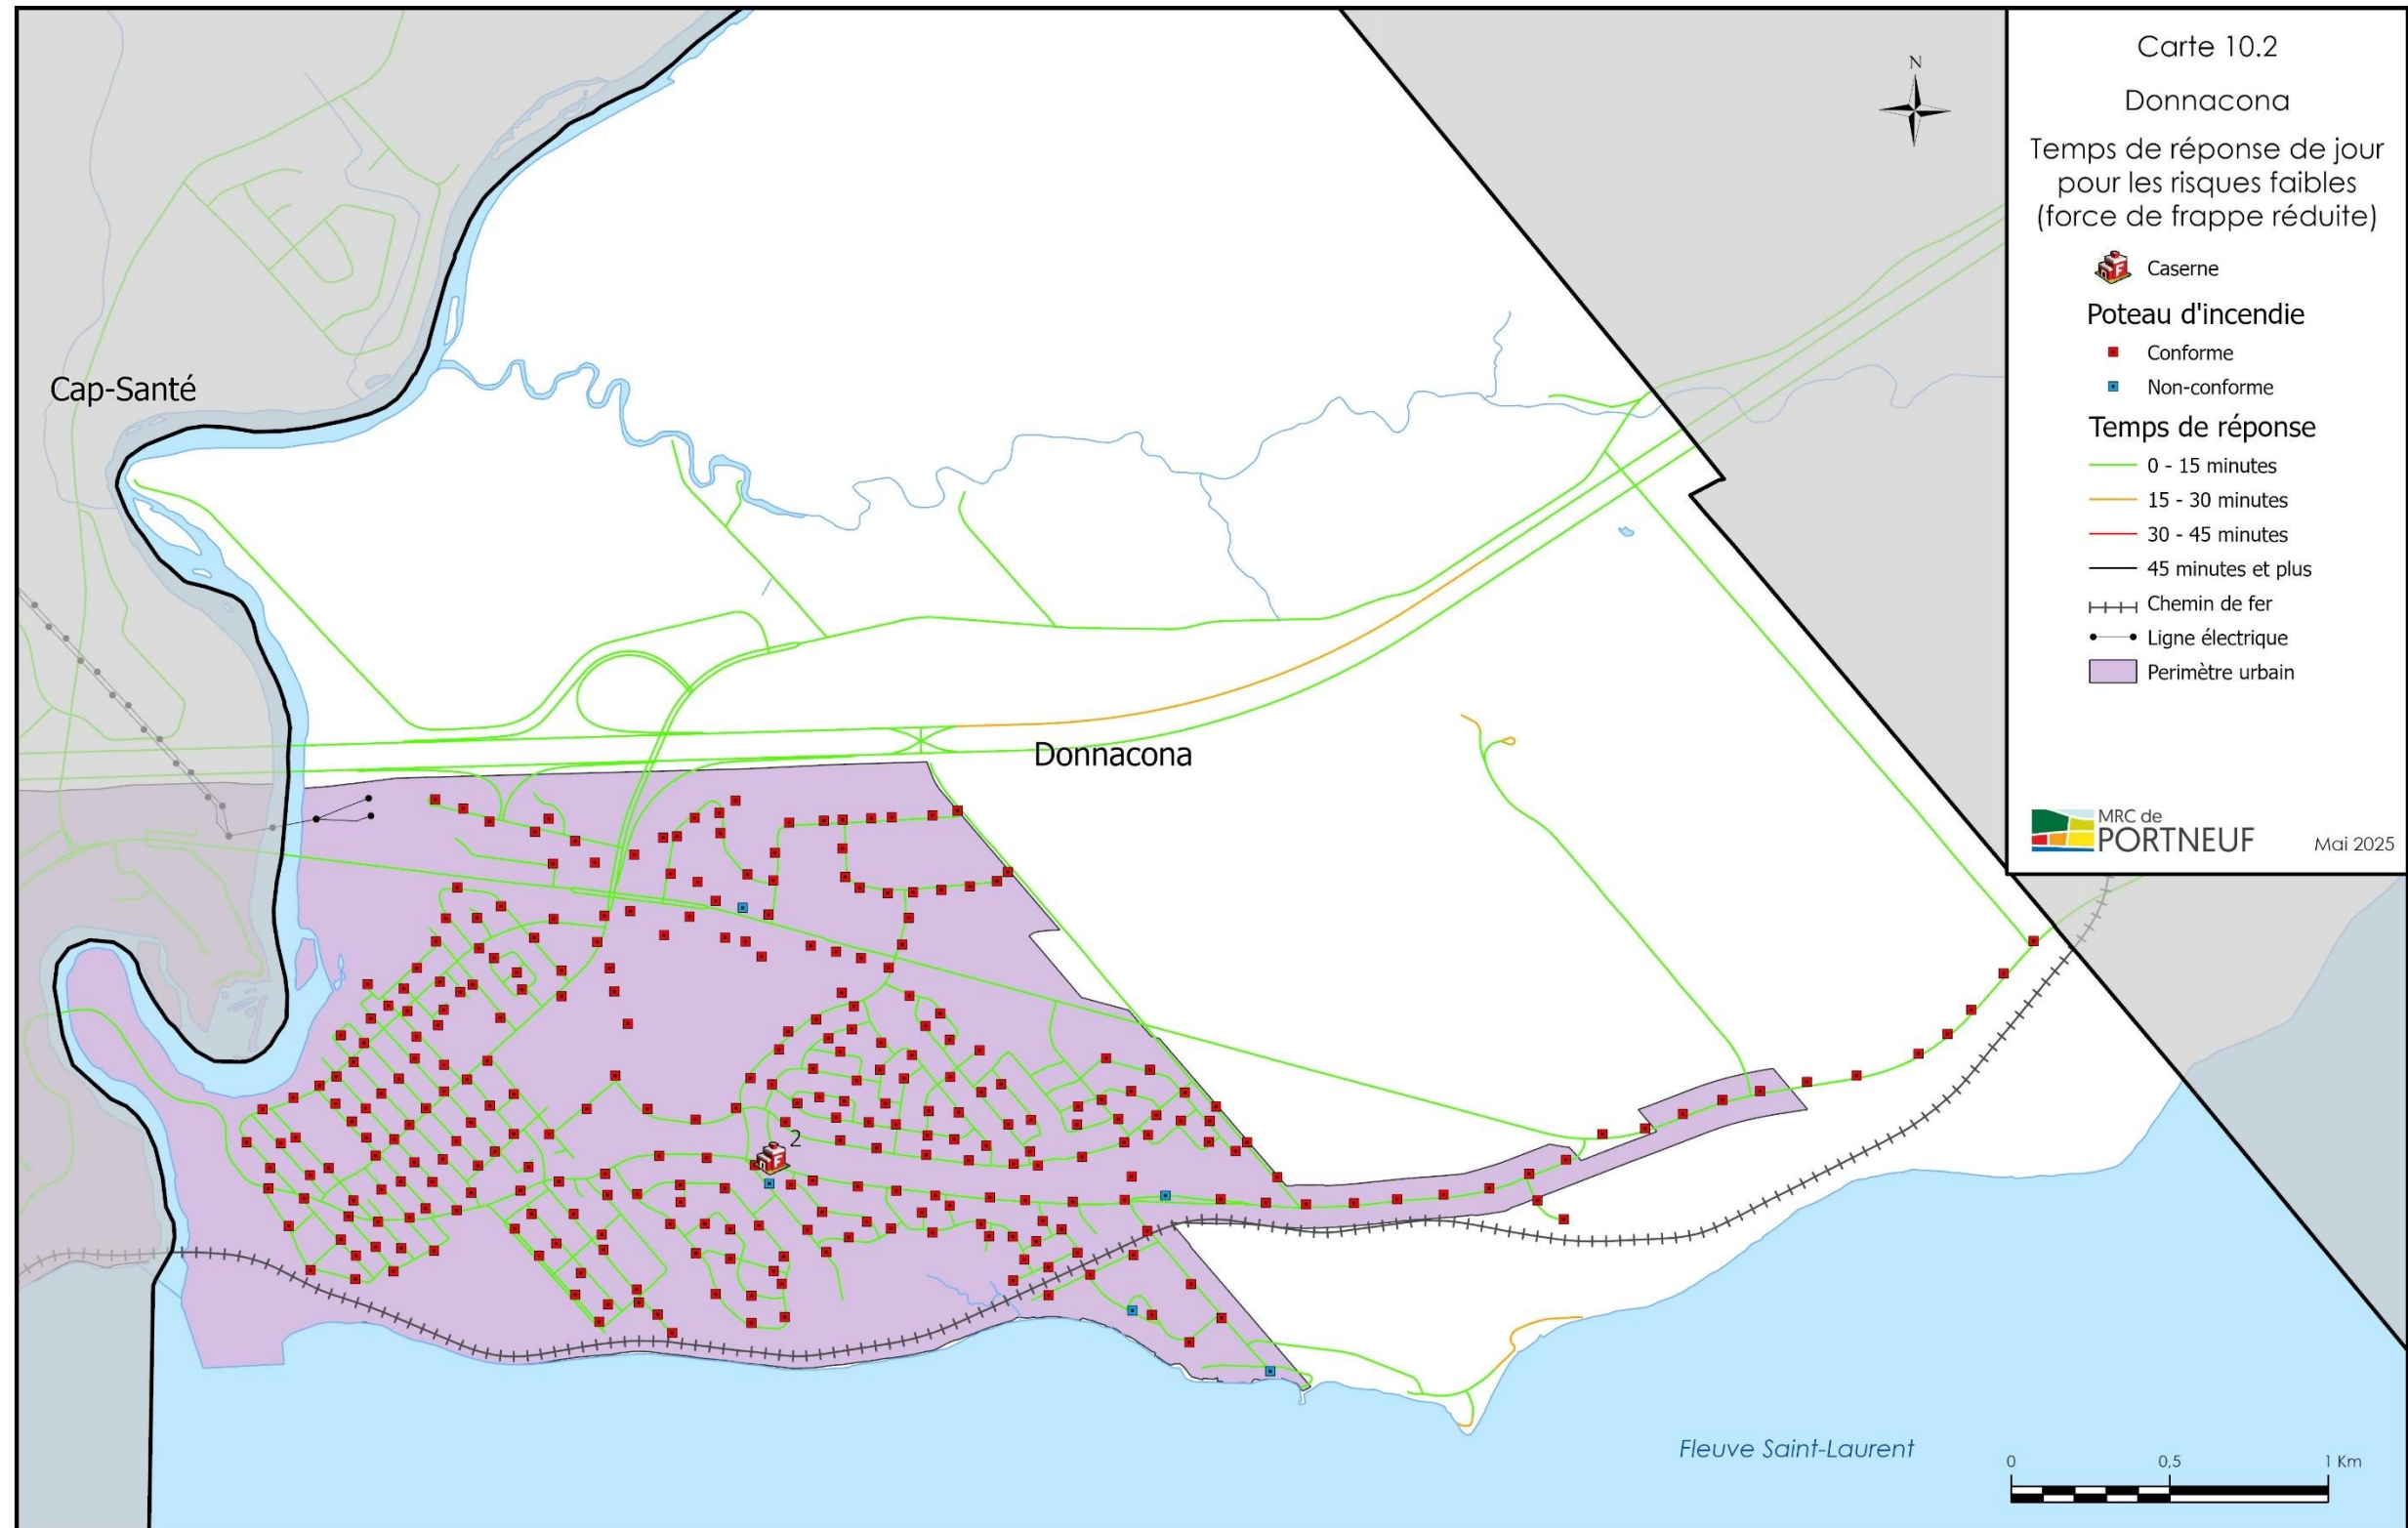 Carte 10.2
Donnacona
Temps de réponse de jour
pour les risques faibles
(force de frappe réduite)
N
Caserne
Poteau d'incendie
Conforme
Non-conforme
Temps de réponse
0 - 15 minutes
15 - 30 minutes
30 - 45 minutes
45 minutes et plus
Chemin de fer
Ligne électrique
Perimètre urbain
MRC de
PORTNEUF
Mai 2025
Cap-Santé
Donnacona
2
Fleuve Saint-Laurent
0 0,5 1 Km